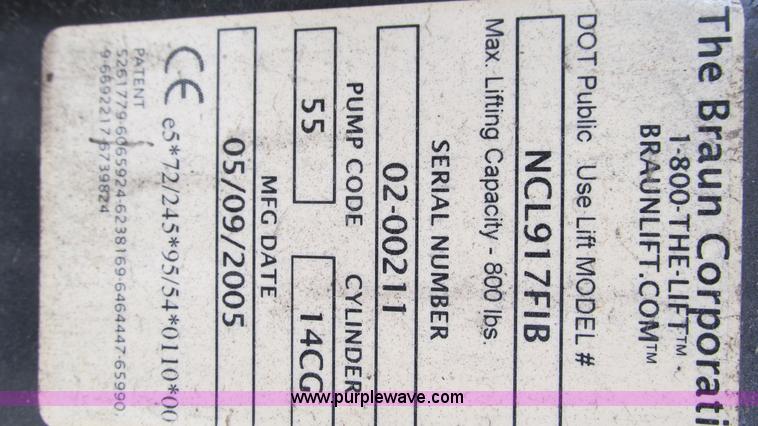 The Braun Corporati
1-800-THE-LIFT™
BRAUNLIFT.COM™
DOT Public Use Lift MODEL #
NCL917FIB
Max. Lifting Capacity - 800 lbs.
SERIAL NUMBER
02-00211
PUMP CODE CYLINDER
55 14CG
MFG DATE
05/09/2005
CE e5*72/245*95/54*0110*00
PATENT
5261779-6065924-6238169-6464447-65990
9-6692217-6739824
www.purplewave.com